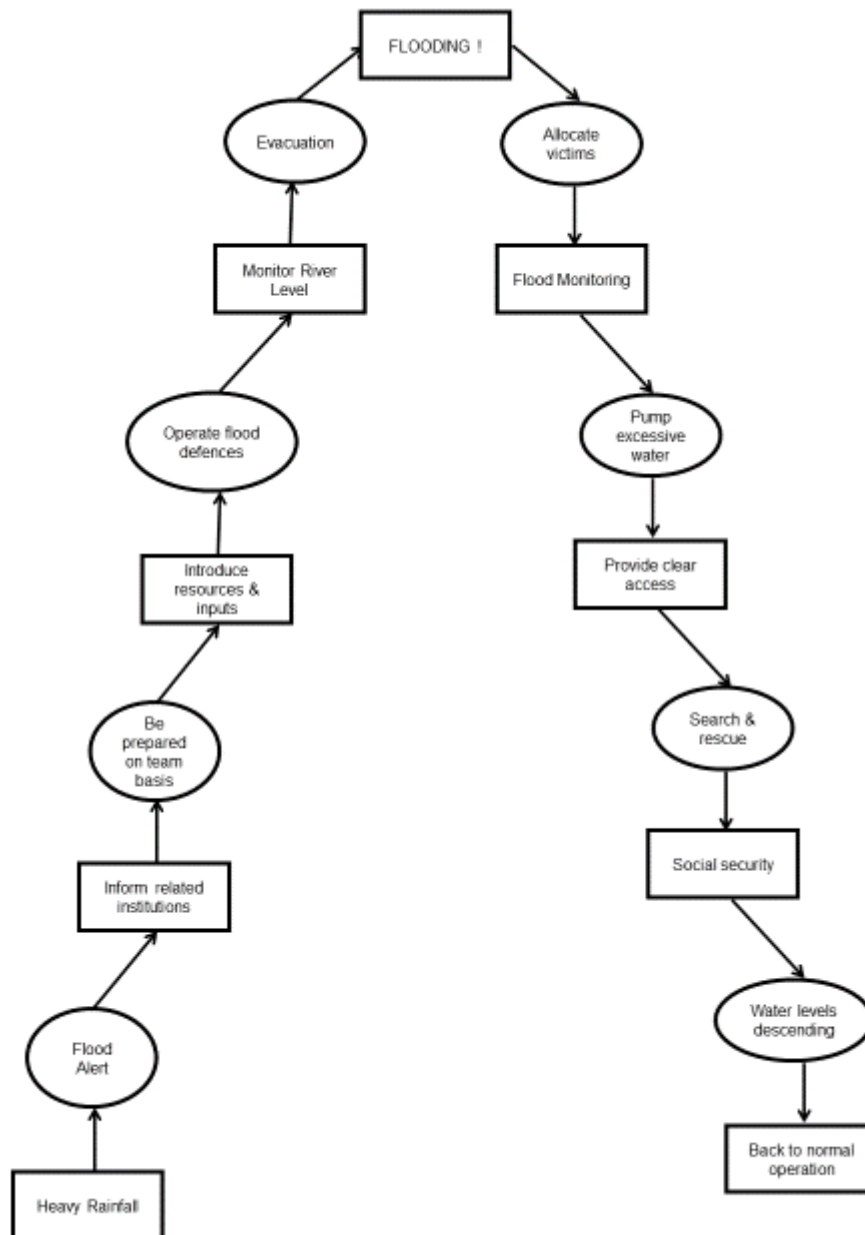 FLOODING !
Evacuation
Allocate
victims
Monitor River
Level
Flood Monitoring
Operate flood
defences
Pump
excessive
water
Introduce
resources &
inputs
Provide clear
access
Be
prepared
on team
basis
Search &
rescue
Inform related
institutions
Social security
Flood
Alert
Water levels
descending
Heavy Rainfall
Back to normal
operation